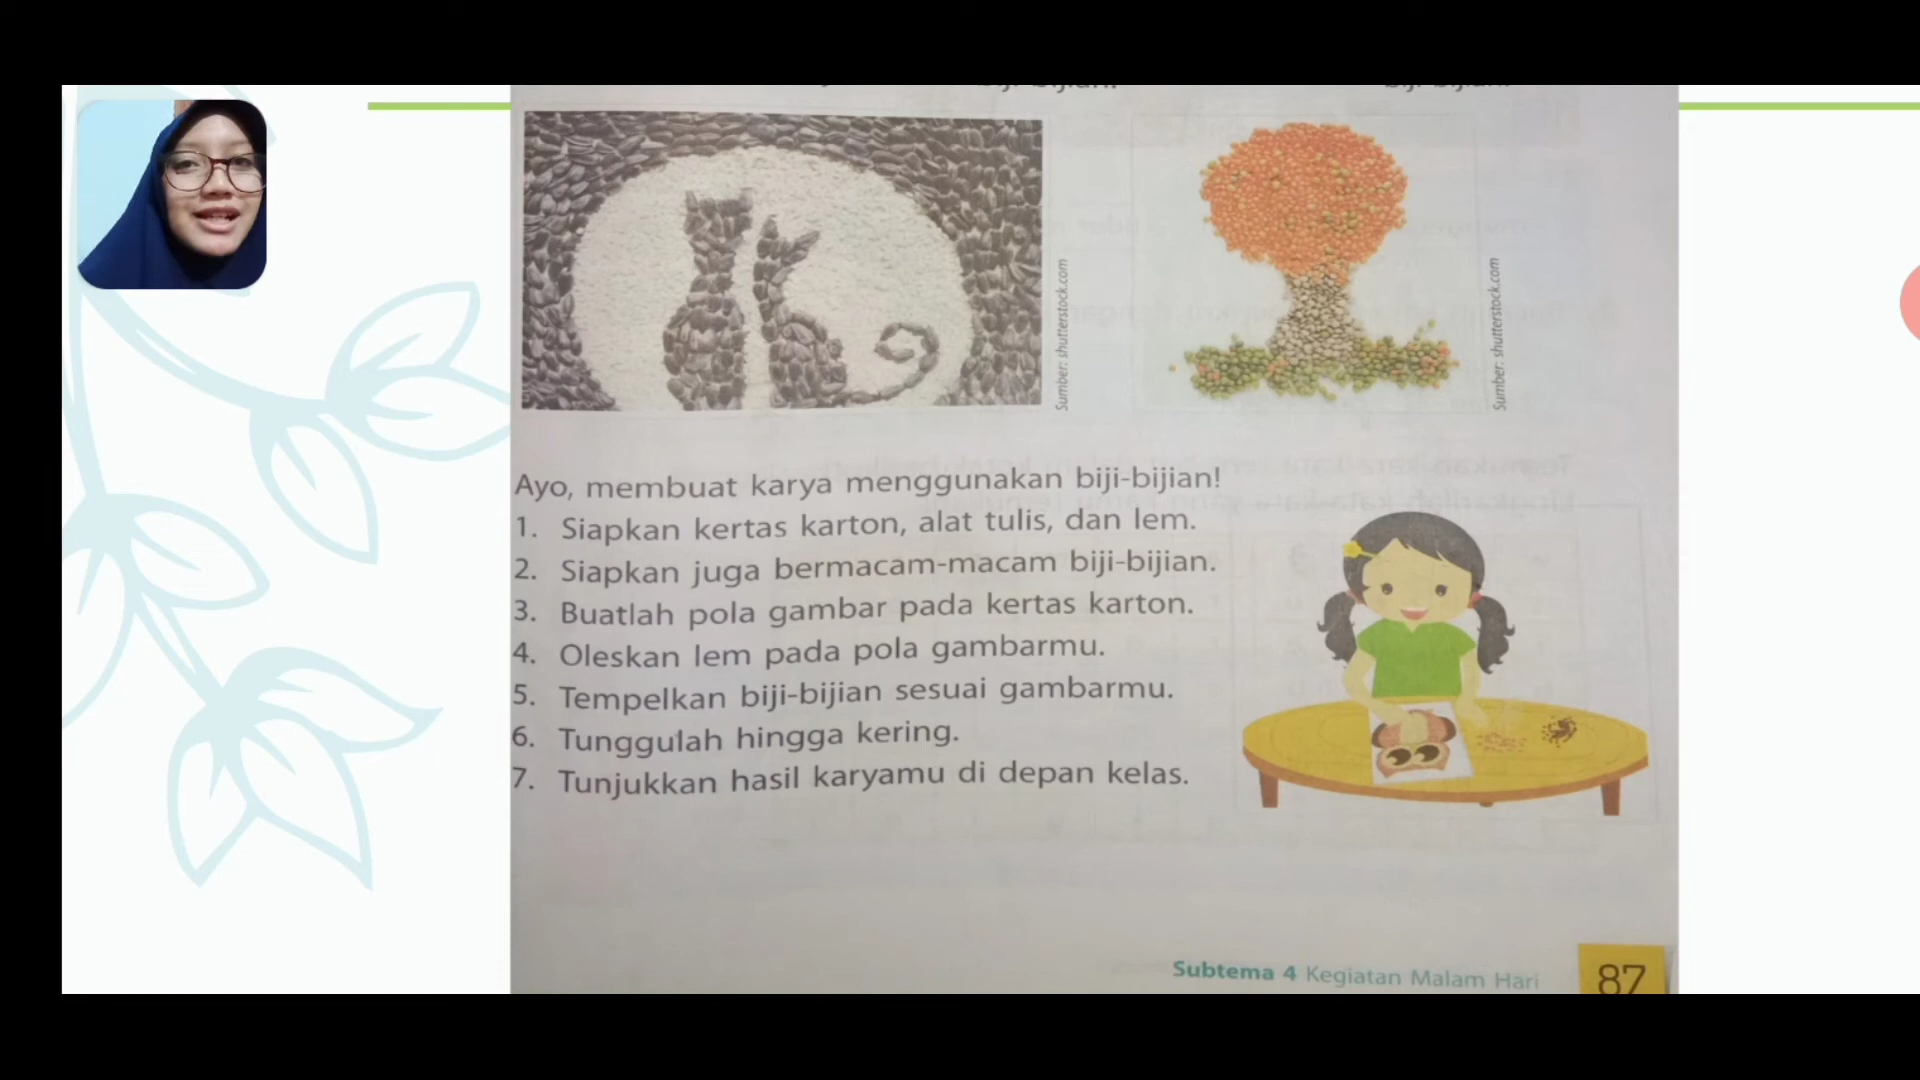 Sumber: shutterstock.com
Sumber: shutterstock.com
Ayo, membuat karya menggunakan biji-bijian!
1. Siapkan kertas karton, alat tulis, dan lem.
2. Siapkan juga bermacam-macam biji-bijian.
3. Buatlah pola gambar pada kertas karton.
4. Oleskan lem pada pola gambarmu.
5. Tempelkan biji-bijian sesuai gambarmu.
6. Tunggulah hingga kering.
7. Tunjukkan hasil karyamu di depan kelas.
Subtema 4 Kegiatan Malam Hari
87